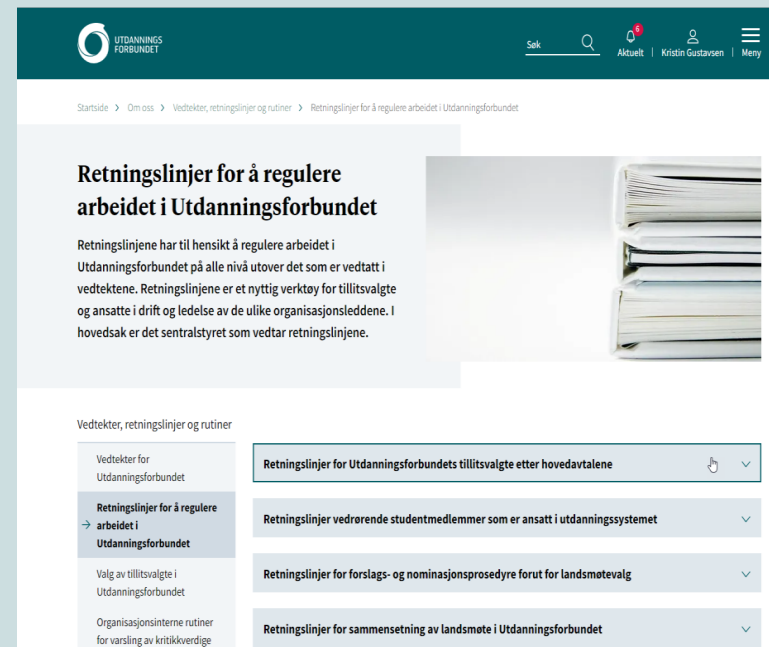 UTDANNINGS
FORBUNDET
Søk
6
Aktuelt | Kristin Gustavsen | Meny
Startside > Om oss > Vedtekter, retningslinjer og rutiner > Retningslinjer for å regulere arbeidet i Utdanningsforbundet
Retningslinjer for å regulere
arbeidet i Utdanningsforbundet
Retningslinjene har til hensikt å regulere arbeidet i
Utdanningsforbundet på alle nivå utover det som er vedtatt i
vedtektene. Retningslinjene er et nyttig verktøy for tillitsvalgte
og ansatte i drift og ledelse av de ulike organisasjonsleddene. I
hovedsak er det sentralstyret som vedtar retningslinjene.
Vedtekter, retningslinjer og rutiner
Vedtekter for
Utdanningsforbundet
Retningslinjer for å regulere
→ arbeidet i
Utdanningsforbundet
Valg av tillitsvalgte i
Utdanningsforbundet
Organisasjonsinterne rutiner
for varsling av kritikkverdige
Retningslinjer for Utdanningsforbundets tillitsvalgte etter hovedavtalene
Retningslinjer vedrørende studentmedlemmer som er ansatt i utdanningssystemet
Retningslinjer for forslags- og nominasjonsprosedyre forut for landsmøtevalg
Retningslinjer for sammensetning av landsmøte i Utdanningsforbundet